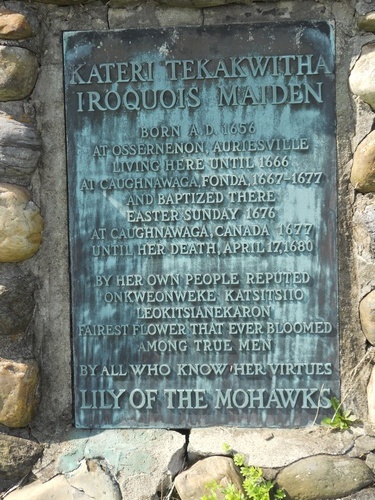 KATERI TEKAKWITHA
IROQUOIS MAIDEN
BORN A.D. 1656
AT OSSERNENON, AURIESVILLE
LIVING HERE UNTIL 1666
AT CAUGHNAWAGA, FONDA, 1667-1677
AND BAPTIZED THERE
EASTER SUNDAY 1676
AT CAUGHNAWAGA, CANADA 1677
UNTIL HER DEATH, APRIL 17, 1680
BY HER OWN PEOPLE REPUTED
ONKWEONWEKE KATSITSIIO
LEOKITSIANEKARON
FAIREST FLOWER THAT EVER BLOOMED
AMONG TRUE MEN
BY ALL WHO KNOW HER VIRTUES
LILY OF THE MOHAWKS